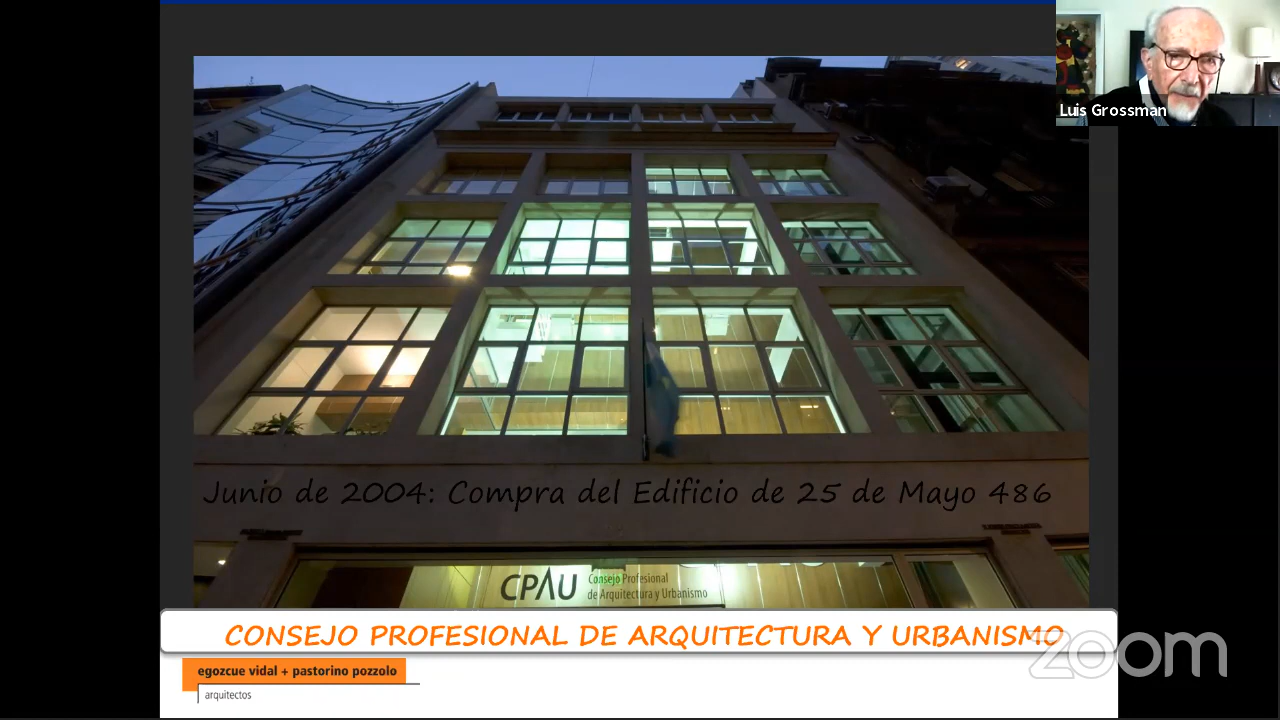 Luis Grossman
Junio de 2004: Compra del Edificio de 25 de Mayo 486
CPAU
Consejo Profesional
de Arquitectura y Urbanismo
CONSEJO PROFESIONAL DE ARQUITECTURA Y URBANISMO
zoom
egozcue vidal + pastorino pozzolo
arquitectos